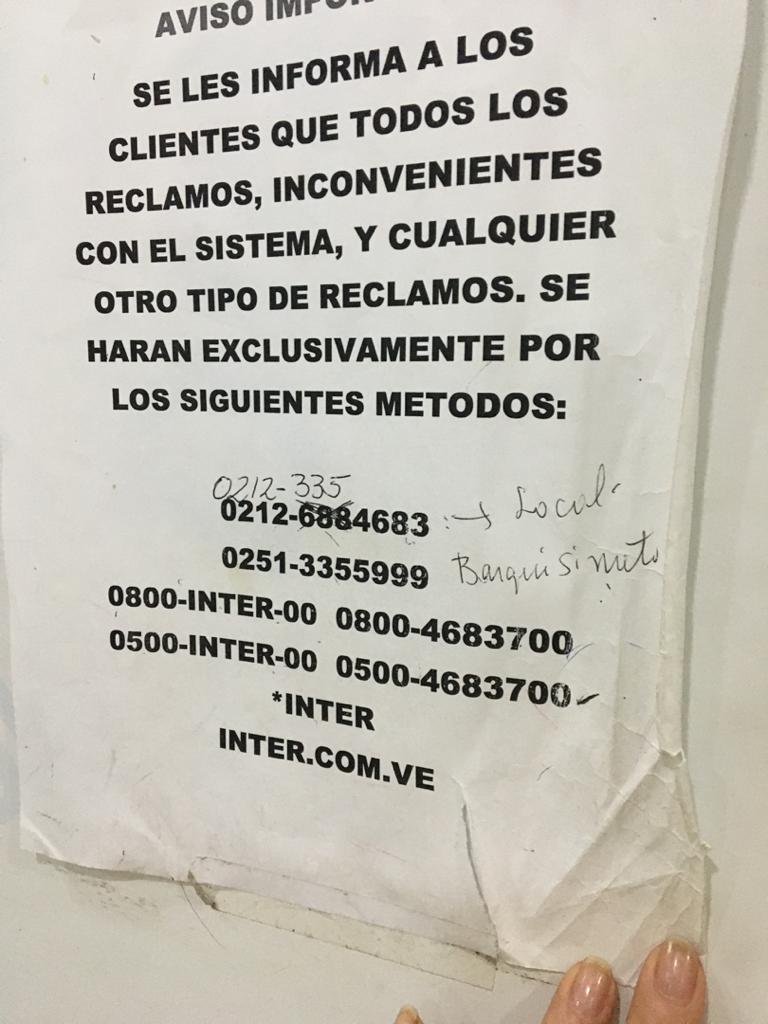 AVISO
SE LES INFORMA A LOS
CLIENTES QUE TODOS LOS
RECLAMOS, INCONVENIENTES
CON EL SISTEMA, Y CUALQUIER
OTRO TIPO DE RECLAMOS. SE
HARAN EXCLUSIVAMENTE POR
LOS SIGUIENTES METODOS:
0212-335
0212-6884683 :→ Local
0251-3355999 Barquisimeto
0800-INTER-00 0800-4683700
0500-INTER-00 0500-4683700
*INTER
INTER.COM.VE